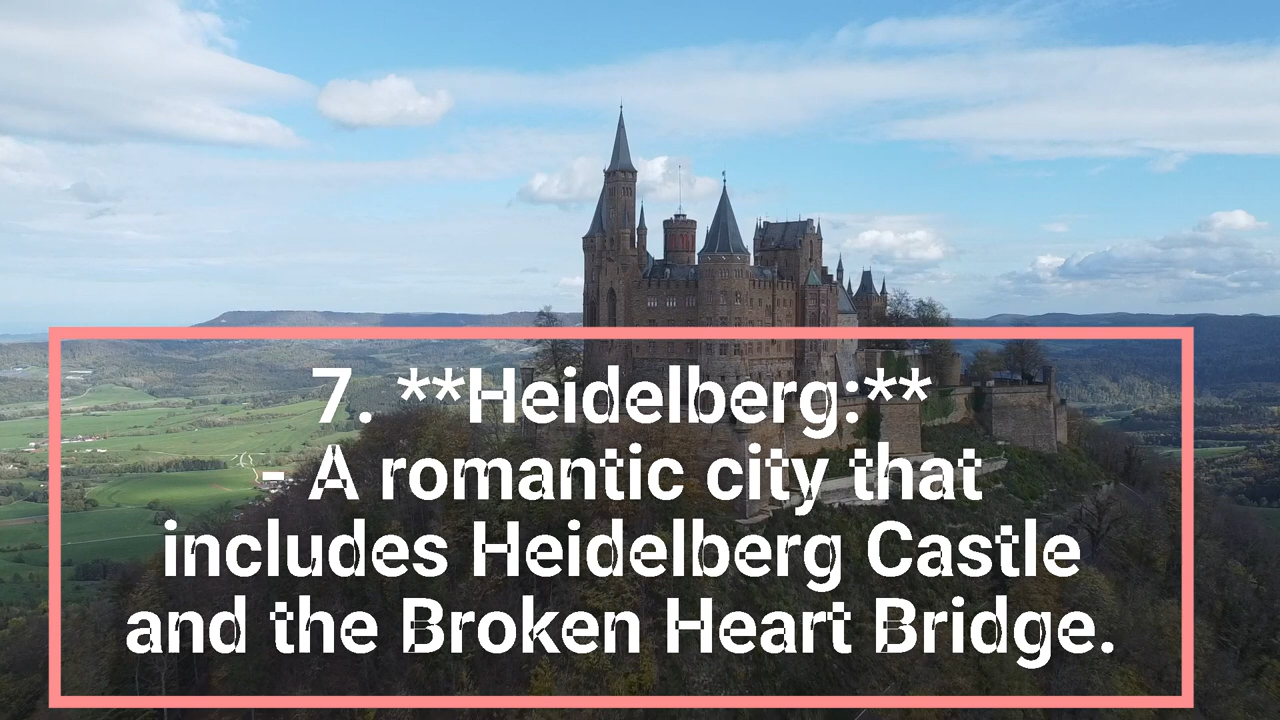 7. **Heidelberg:**
- A romantic city that
includes Heidelberg Castle
and the Broken Heart Bridge.